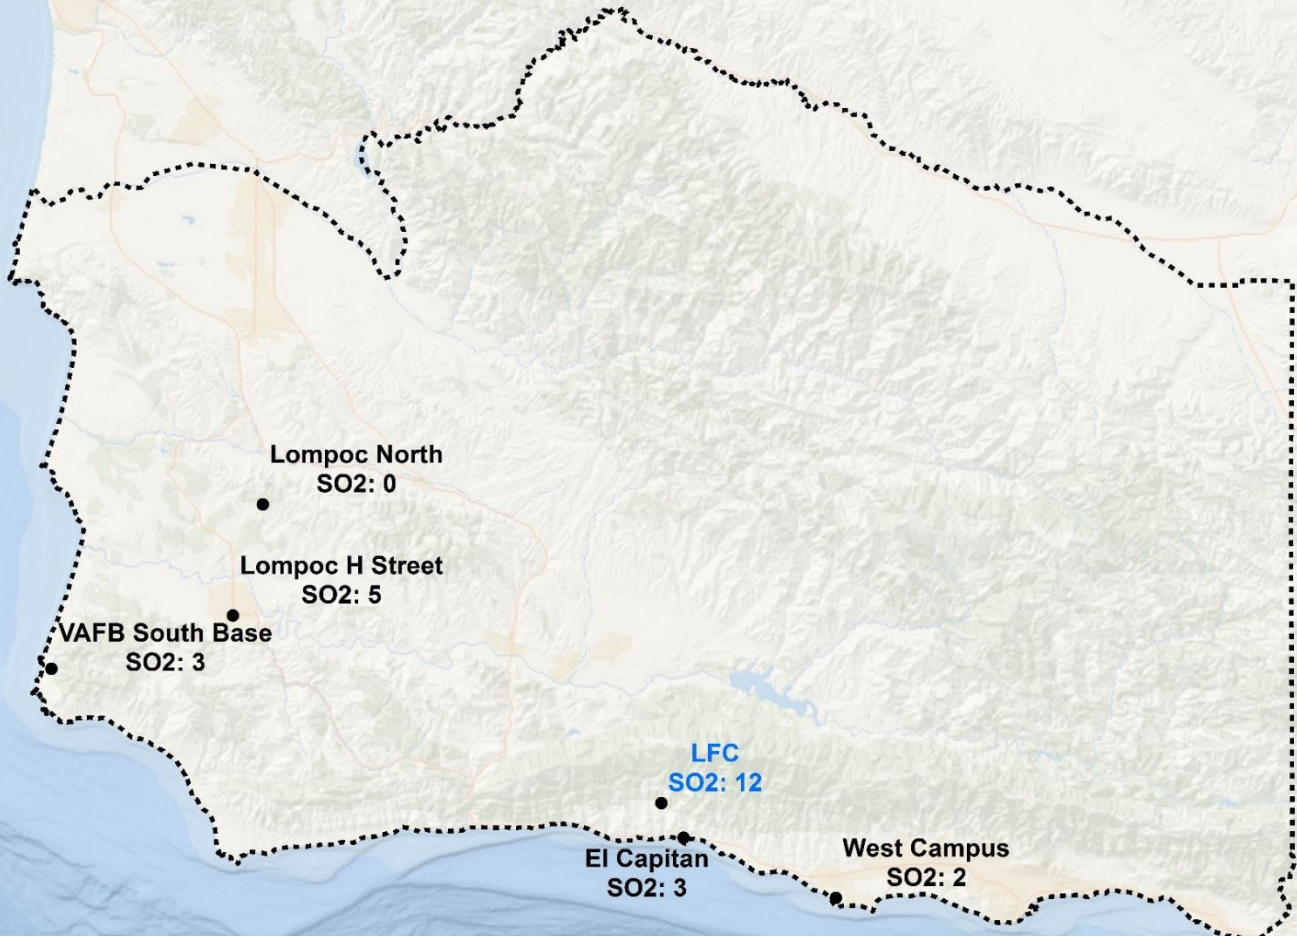 Lompoc North
SO2: 0
Lompoc H Street
SO2: 5
VAFB South Base
SO2: 3
LFC
SO2: 12
El Capitan
SO2: 3
West Campus
SO2: 2